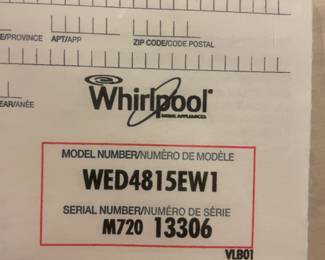 E/PROVINCE APT/APP ZIP CODE/CODE POSTAL
EAR/ANÉE
Whirlpool
HOME APPLIANCES
MODEL NUMBER/NUMÉRO DE MODÈLE
WED4815EW1
SERIAL NUMBER/NUMÉRO DE SÉRIE
M720 13306
VLB01